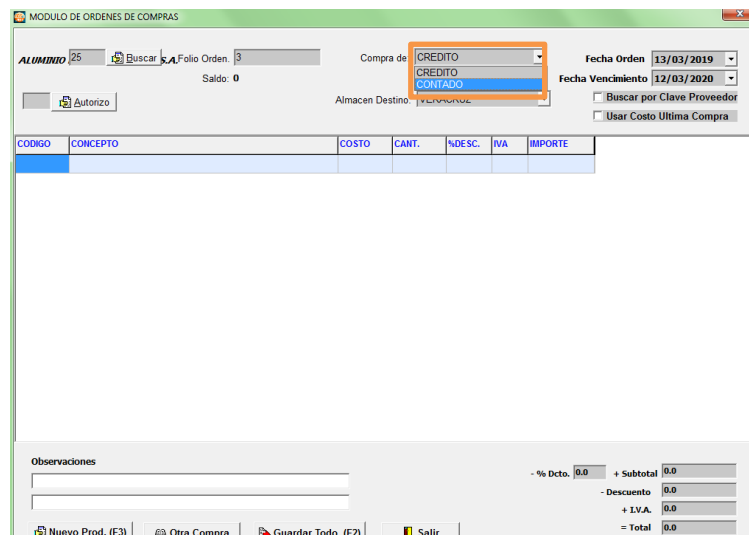 MODULO DE ORDENES DE COMPRAS
ALUMINIO 25 Buscar S.A. Folio Orden. 3 Compra de: CREDITO Fecha Orden 13/03/2019
CREDITO
Saldo: 0 CONTADO Fecha Vencimiento 12/03/2020
Autorizo Almacen Destino. VERACRUZ Buscar por Clave Proveedor
Usar Costo Ultima Compra
CODIGO CONCEPTO COSTO CANT. %DESC. IVA IMPORTE
Observaciones
- % Dcto. 0.0 + Subtotal 0.0
- Descuento 0.0
+ I.V.A. 0.0
Nuevo Prod. (F3) Otra Compra Guardar Todo (F2) Salir = Total 0.0